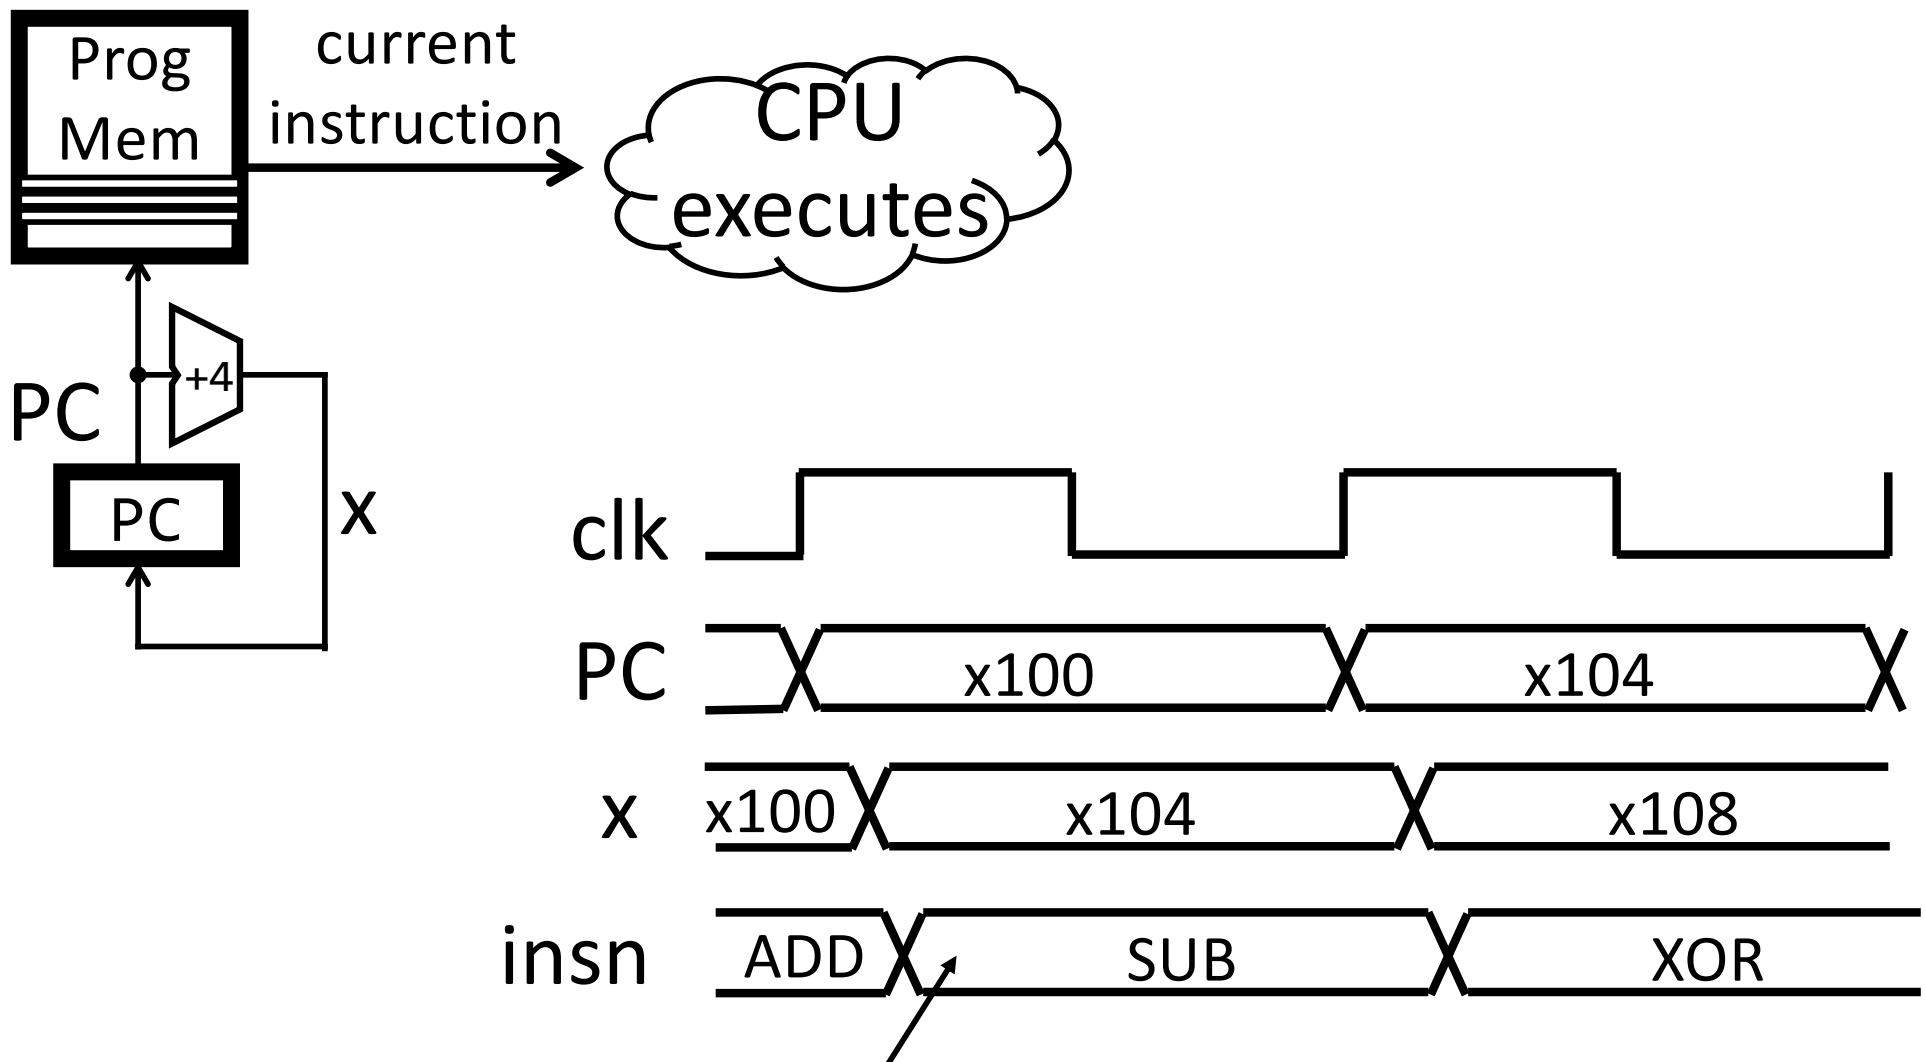 Prog
Mem
current
instruction
CPU
executes
+4
PC
PC
x
clk
PC
x100
x104
x
x100
x104
x108
insn
ADD
SUB
XOR